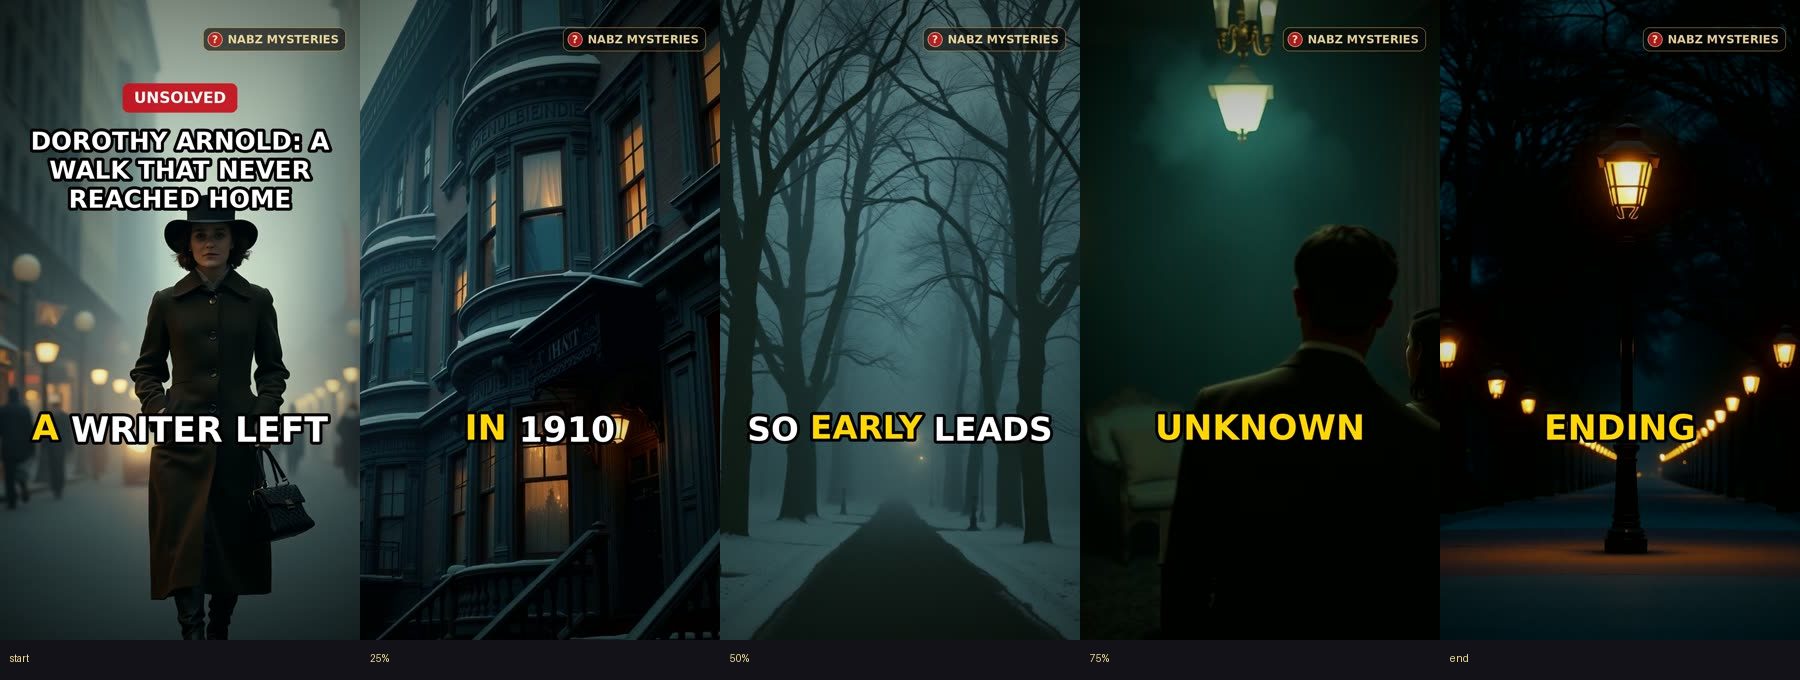 ? NABZ MYSTERIES
UNSOLVED
DOROTHY ARNOLD: A
WALK THAT NEVER
REACHED HOME
A WRITER LEFT
start
? NABZ MYSTERIES
IN 1910
25%
? NABZ MYSTERIES
SO EARLY LEADS
50%
? NABZ MYSTERIES
UNKNOWN
75%
? NABZ MYSTERIES
ENDING
end